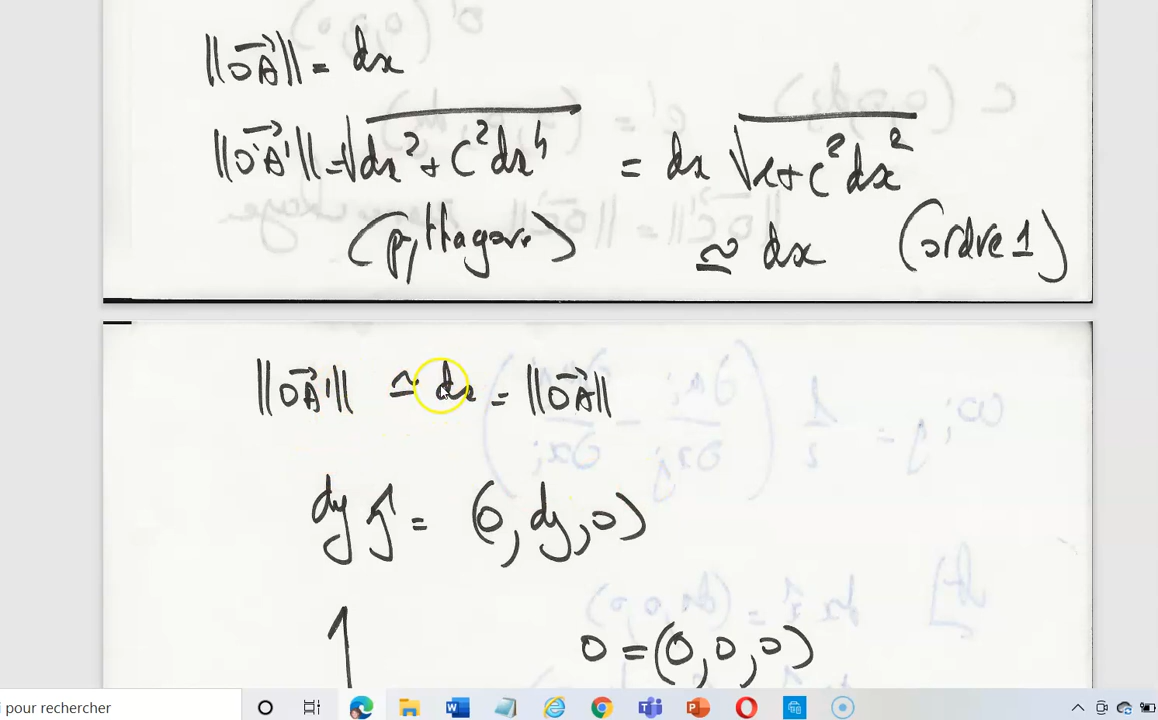 ||OA|| = dx
||O'A'|| = √dx² + C²dx⁴ = dx √1 + C²dx²
(pythagore) ≃ dx (ordre 1)
||OA'|| ≃ dx = ||OA||
dy j = (0, dy, 0)
0 = (0, 0, 0)
pour rechercher